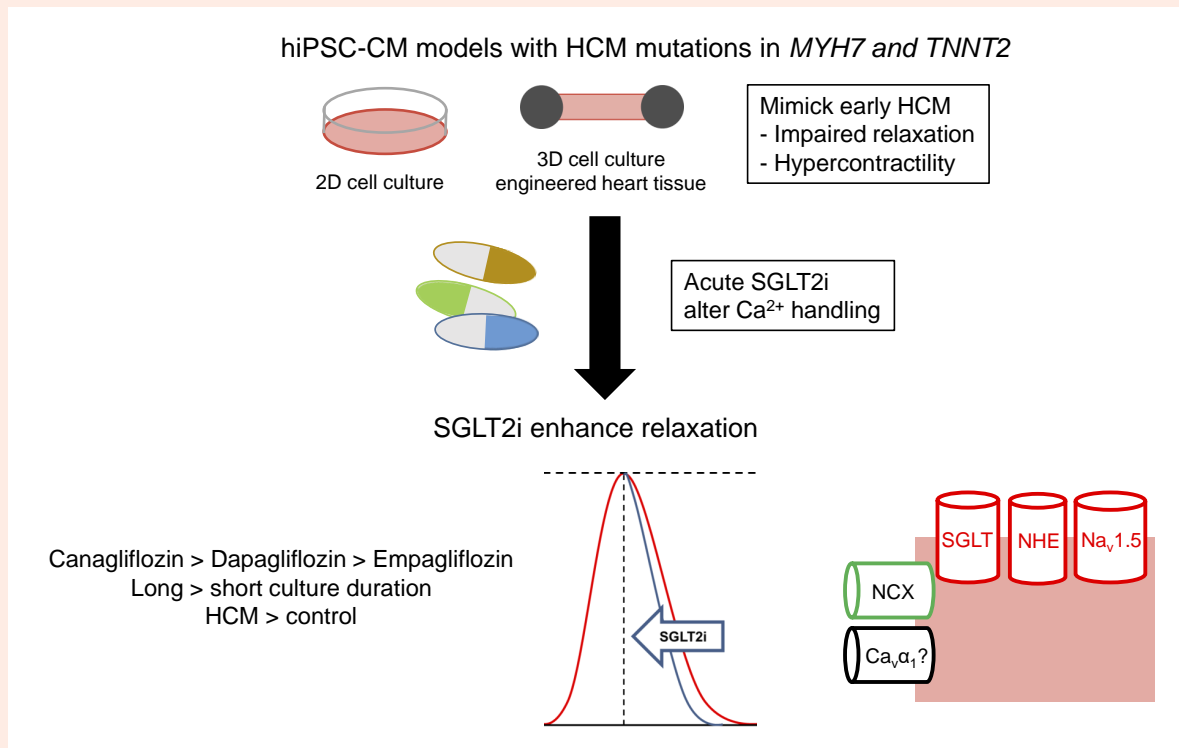 hiPSC-CM models with HCM mutations in MYH7 and TNNT2
2D cell culture
3D cell culture
engineered heart tissue
Mimick early HCM
- Impaired relaxation
- Hypercontractility
Acute SGLT2i
alter Ca²⁺ handling
SGLT2i enhance relaxation
Canagliflozin > Dapagliflozin > Empagliflozin
Long > short culture duration
HCM > control
SGLT2i
SGLT
NHE
Naᵥ1.5
NCX
Caᵥα₁?